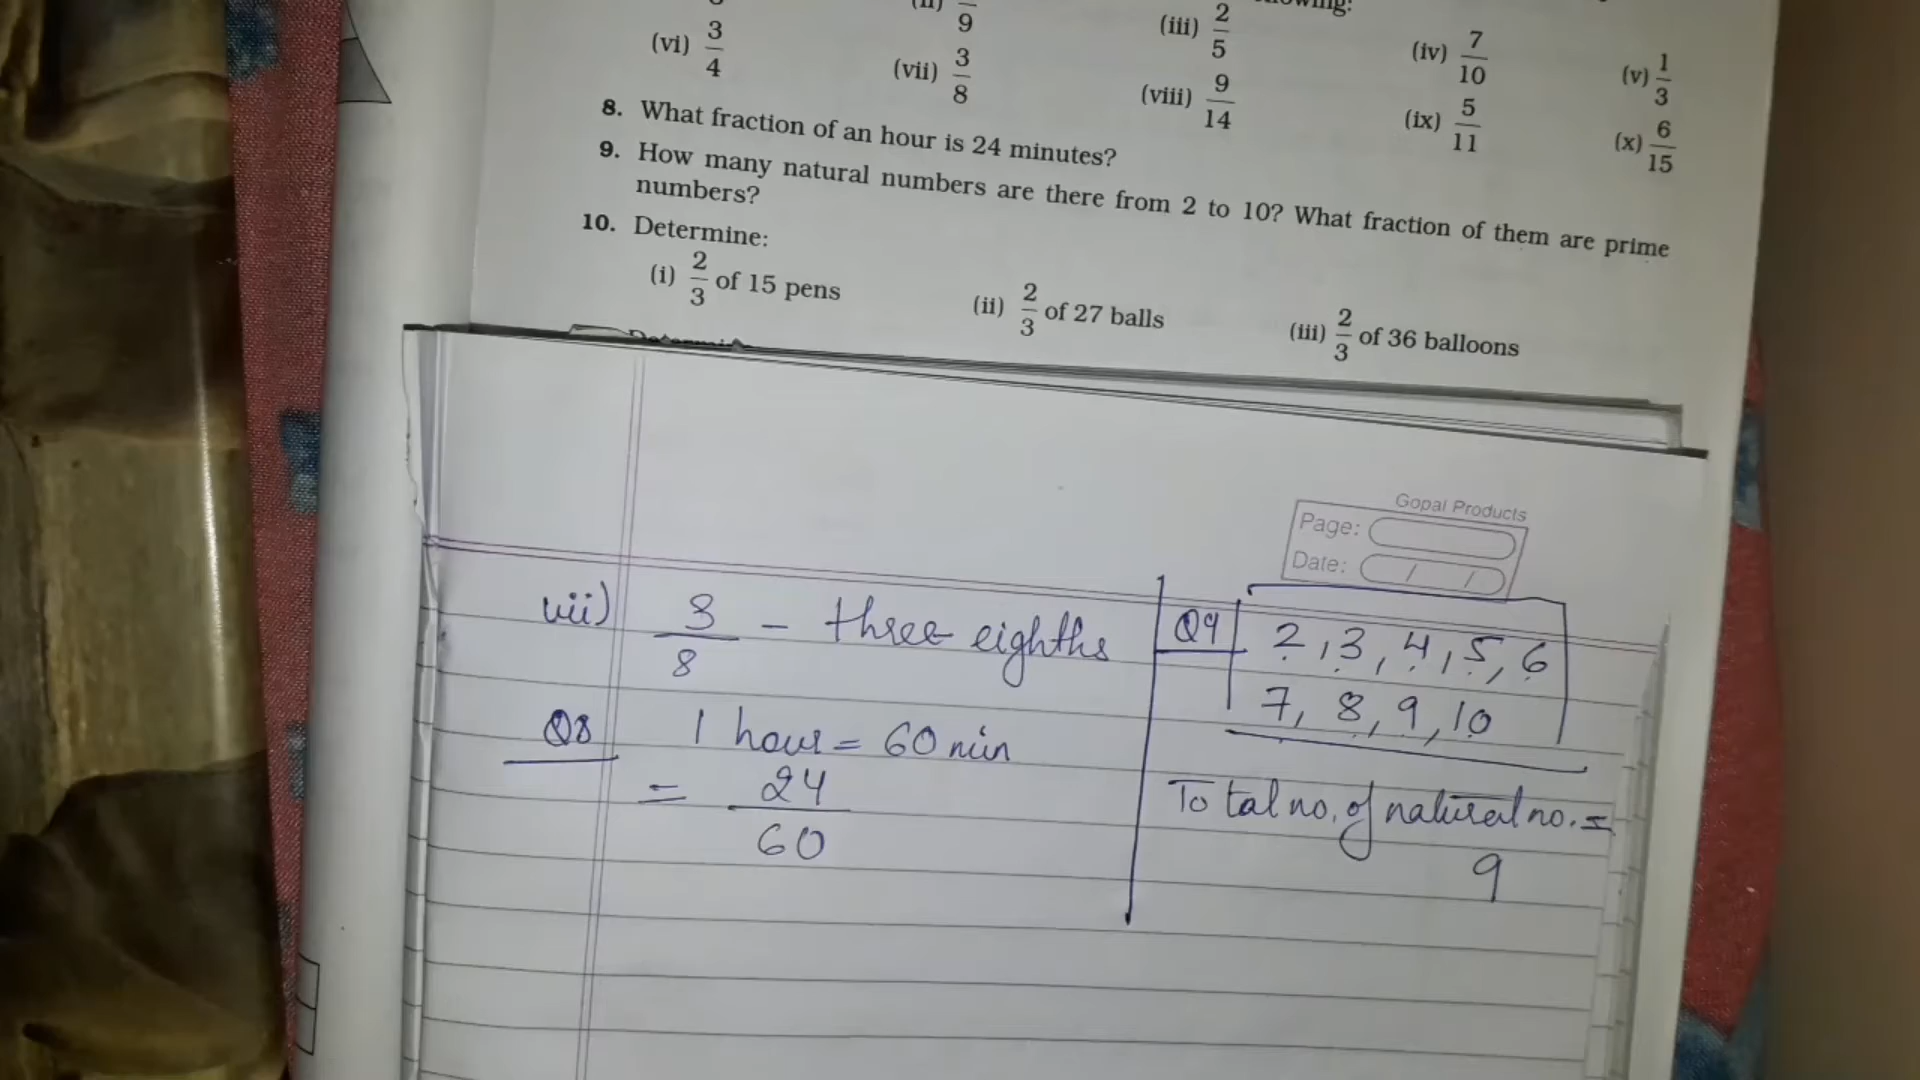 (ii) 9
(iii) 2/5
(iv) 7/10
(v) 1/3
(vi) 3/4
(vii) 3/8
(viii) 9/14
(ix) 5/11
(x) 6/15
8. What fraction of an hour is 24 minutes?
9. How many natural numbers are there from 2 to 10? What fraction of them are prime
numbers?
10. Determine:
(i) 2/3 of 15 pens
(ii) 2/3 of 27 balls
(iii) 2/3 of 36 balloons
Gopal Products
Page:
Date: / /
vii) 3/8 - three eighths
Q8 1 hour = 60 min
= 24/60
Q9 2, 3, 4, 5, 6
7, 8, 9, 10
Total no. of natural no. =
9